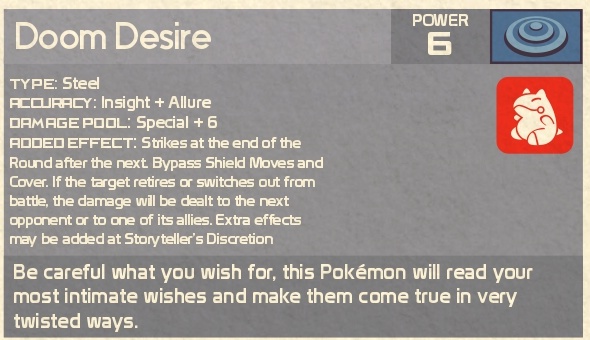 Doom Desire
POWER
6
TYPE: Steel
ACCURACY: Insight + Allure
DAMAGE POOL: Special + 6
ADDED EFFECT: Strikes at the end of the
Round after the next. Bypass Shield Moves and
Cover. If the target retires or switches out from
battle, the damage will be dealt to the next
opponent or to one of its allies. Extra effects
may be added at Storyteller's Discretion
Be careful what you wish for, this Pokémon will read your
most intimate wishes and make them come true in very
twisted ways.